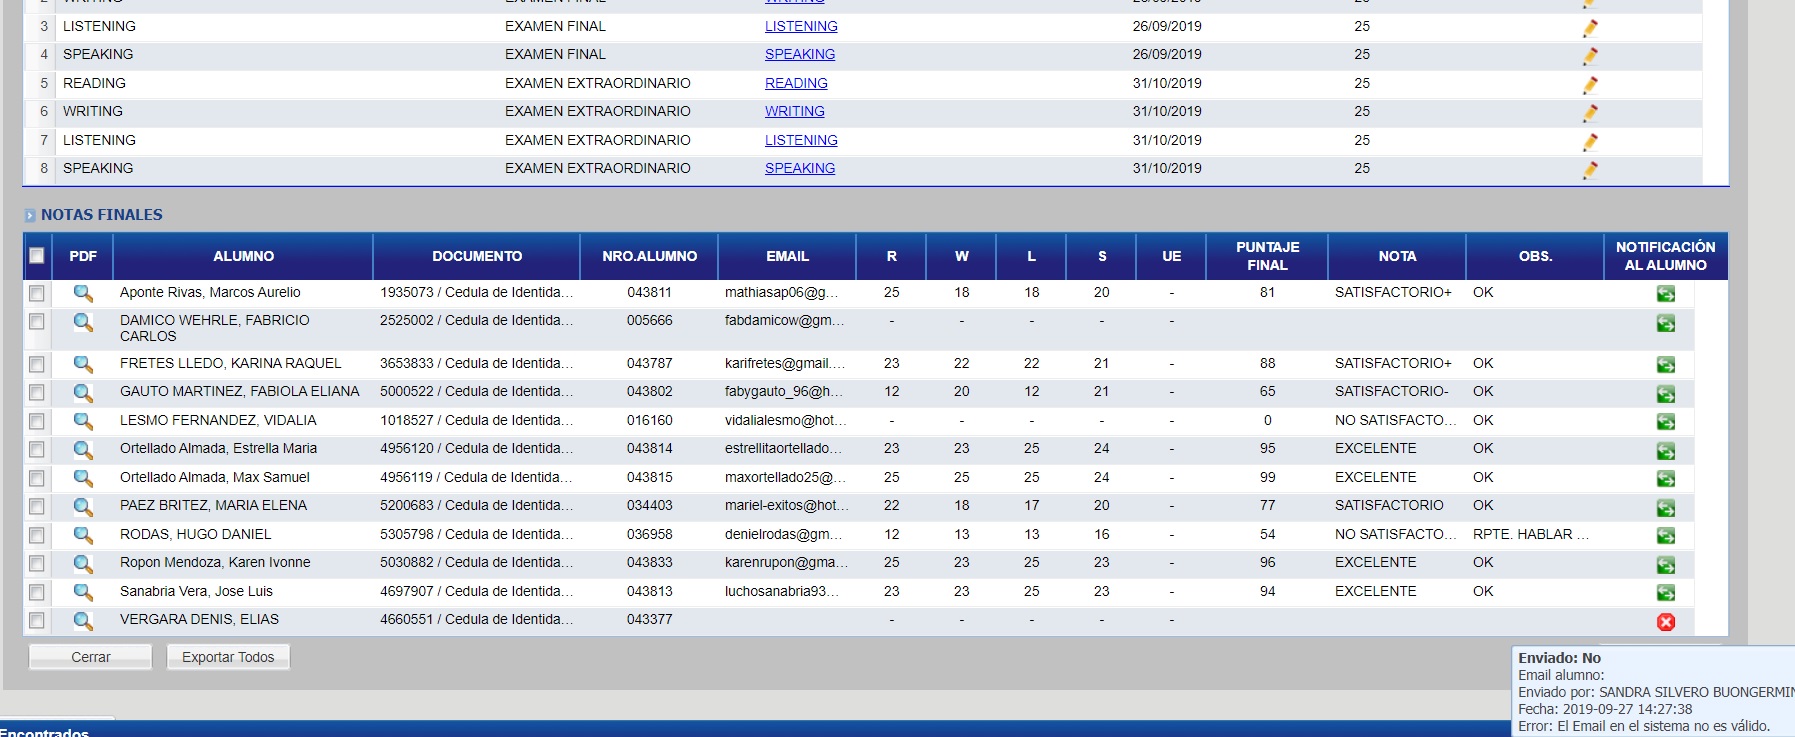 3 LISTENING EXAMEN FINAL LISTENING 26/09/2019 25
4 SPEAKING EXAMEN FINAL SPEAKING 26/09/2019 25
5 READING EXAMEN EXTRAORDINARIO READING 31/10/2019 25
6 WRITING EXAMEN EXTRAORDINARIO WRITING 31/10/2019 25
7 LISTENING EXAMEN EXTRAORDINARIO LISTENING 31/10/2019 25
8 SPEAKING EXAMEN EXTRAORDINARIO SPEAKING 31/10/2019 25
NOTAS FINALES
PDF ALUMNO DOCUMENTO NRO.ALUMNO EMAIL R W L S UE PUNTAJE FINAL NOTA OBS. NOTIFICACIÓN AL ALUMNO
Aponte Rivas, Marcos Aurelio 1935073 / Cedula de Identida... 043811 mathiasap06@g... 25 18 18 20 - 81 SATISFACTORIO+ OK
DAMICO WEHRLE, FABRICIO 2525002 / Cedula de Identida... 005666 fabdamicow@gm... - - - - -
CARLOS
FRETES LLEDO, KARINA RAQUEL 3653833 / Cedula de Identida... 043787 karifretes@gmail.... 23 22 22 21 - 88 SATISFACTORIO+ OK
GAUTO MARTINEZ, FABIOLA ELIANA 5000522 / Cedula de Identida... 043802 fabygauto_96@h... 12 20 12 21 - 65 SATISFACTORIO- OK
LESMO FERNANDEZ, VIDALIA 1018527 / Cedula de Identida... 016160 vidalialesmo@hot... - - - - - 0 NO SATISFACTO... OK
Ortellado Almada, Estrella Maria 4956120 / Cedula de Identida... 043814 estrellitaortellado... 23 23 25 24 - 95 EXCELENTE OK
Ortellado Almada, Max Samuel 4956119 / Cedula de Identida... 043815 maxortellado25@... 25 25 25 24 - 99 EXCELENTE OK
PAEZ BRITEZ, MARIA ELENA 5200683 / Cedula de Identida... 034403 mariel-exitos@hot... 22 18 17 20 - 77 SATISFACTORIO OK
RODAS, HUGO DANIEL 5305798 / Cedula de Identida... 036958 denielrodas@gm... 12 13 13 16 - 54 NO SATISFACTO... RPTE. HABLAR ...
Ropon Mendoza, Karen Ivonne 5030882 / Cedula de Identida... 043833 karenrupon@gma... 25 23 25 23 - 96 EXCELENTE OK
Sanabria Vera, Jose Luis 4697907 / Cedula de Identida... 043813 luchosanabria93... 23 23 25 23 - 94 EXCELENTE OK
VERGARA DENIS, ELIAS 4660551 / Cedula de Identida... 043377 - - - - -
Cerrar Exportar Todos
Enviado: No
Email alumno:
Enviado por: SANDRA SILVERO BUONGERMIN
Fecha: 2019-09-27 14:27:38
Error: El Email en el sistema no es válido.
Encontrados